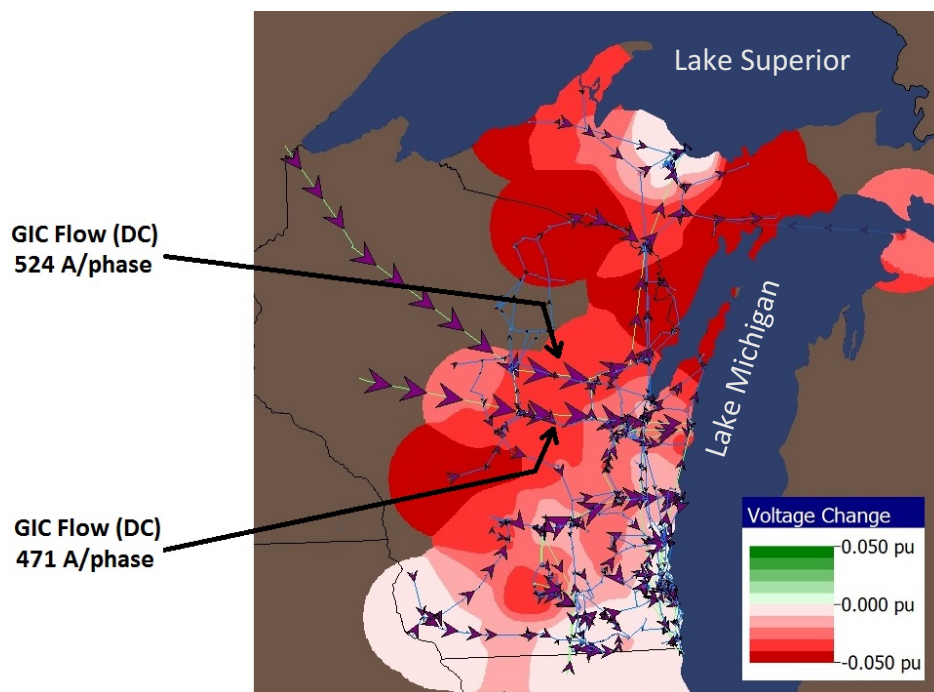 Lake Superior
GIC Flow (DC)
524 A/phase
Lake Michigan
GIC Flow (DC)
471 A/phase
Voltage Change
0.050 pu
-0.000 pu
-0.050 pu